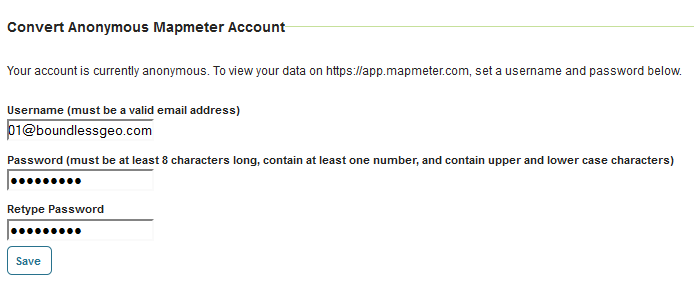 Convert Anonymous Mapmeter Account
Your account is currently anonymous. To view your data on https://app.mapmeter.com, set a username and password below.
Username (must be a valid email address)
01@boundlessgeo.com
Password (must be at least 8 characters long, contain at least one number, and contain upper and lower case characters)
●●●●●●●●●
Retype Password
●●●●●●●●●
Save